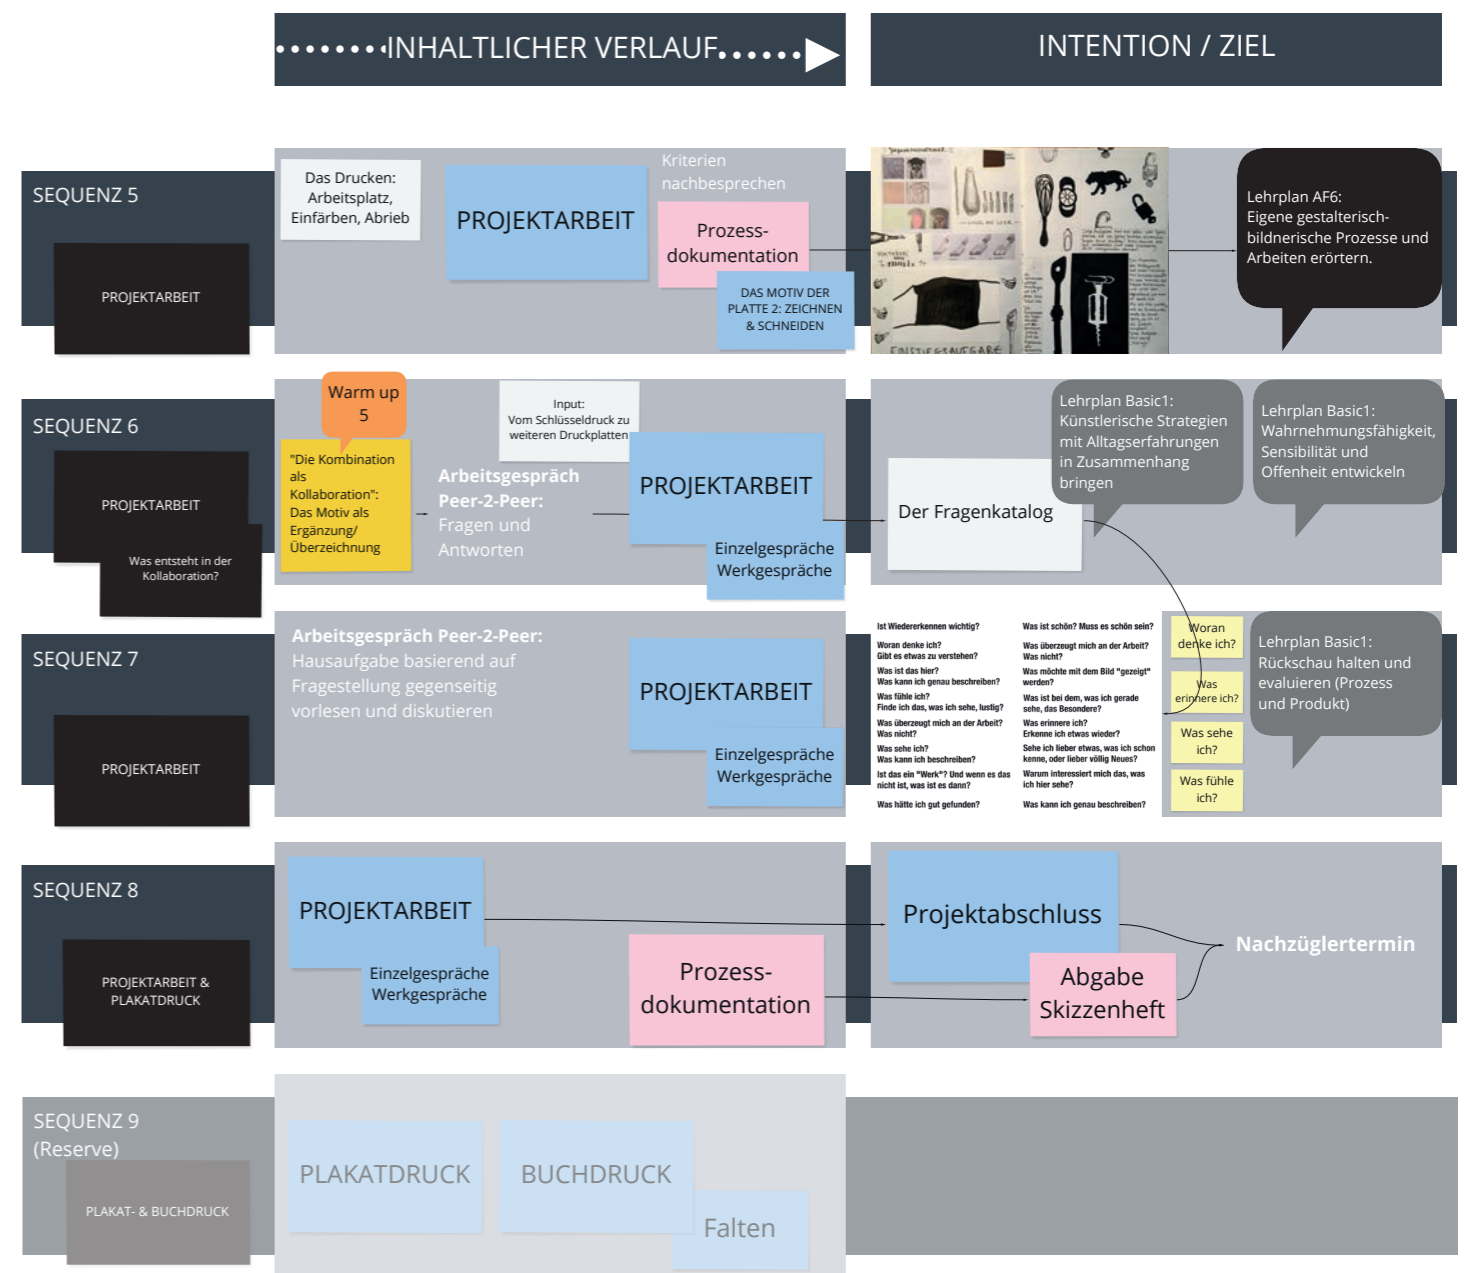 INHALTLICHER VERLAUF
INTENTION / ZIEL
SEQUENZ 5
PROJEKTARBEIT
Das Drucken:
Arbeitsplatz,
Einfärben, Abrieb
PROJEKTARBEIT
Kriterien
nachbesprechen
Prozess-
dokumentation
DAS MOTIV DER
PLATTE 2: ZEICHNEN
& SCHNEIDEN
EINSTIEGSAUFGABE
Lehrplan AF6:
Eigene gestalterisch-
bildnerische Prozesse und
Arbeiten erörtern.
SEQUENZ 6
PROJEKTARBEIT
Was entsteht in der
Kollaboration?
Warm up
5
"Die Kombination
als
Kollaboration":
Das Motiv als
Ergänzung/
Überzeichnung
Arbeitsgespräch
Peer-2-Peer:
Fragen und
Antworten
Input:
Vom Schlüsseldruck zu
weiteren Druckplatten
PROJEKTARBEIT
Einzelgespräche
Werkgespräche
Der Fragenkatalog
Lehrplan Basic1:
Künstlerische Strategien
mit Alltagserfahrungen
in Zusammenhang
bringen
Lehrplan Basic1:
Wahrnehmungsfähigkeit,
Sensibilität und
Offenheit entwickeln
SEQUENZ 7
PROJEKTARBEIT
Arbeitsgespräch Peer-2-Peer:
Hausaufgabe basierend auf
Fragestellung gegenseitig
vorlesen und diskutieren
PROJEKTARBEIT
Einzelgespräche
Werkgespräche
Ist Wiedererkennen wichtig?
Woran denke ich?
Gibt es etwas zu verstehen?
Was ist das hier?
Was kann ich genau beschreiben?
Was fühle ich?
Finde ich das, was ich sehe, lustig?
Was überzeugt mich an der Arbeit?
Was nicht?
Was sehe ich?
Was kann ich beschreiben?
Ist das ein "Werk"? Und wenn es das
nicht ist, was ist es dann?
Was hätte ich gut gefunden?
Was ist schön? Muss es schön sein?
Was überzeugt mich an der Arbeit?
Was nicht?
Was möchte mit dem Bild "gezeigt"
werden?
Was ist bei dem, was ich gerade
sehe, das Besondere?
Was erinnere ich?
Erkenne ich etwas wieder?
Sehe ich lieber etwas, was ich schon
kenne, oder lieber völlig Neues?
Warum interessiert mich das, was
ich hier sehe?
Was kann ich genau beschreiben?
Woran
denke ich?
Was
erinnere ich?
Was sehe
ich?
Was fühle
ich?
Lehrplan Basic1:
Rückschau halten und
evaluieren (Prozess
und Produkt)
SEQUENZ 8
PROJEKTARBEIT &
PLAKATDRUCK
PROJEKTARBEIT
Einzelgespräche
Werkgespräche
Prozess-
dokumentation
Projektabschluss
Abgabe
Skizzenheft
Nachzüglertermin
SEQUENZ 9
(Reserve)
PLAKAT- & BUCHDRUCK
PLAKATDRUCK
BUCHDRUCK
Falten